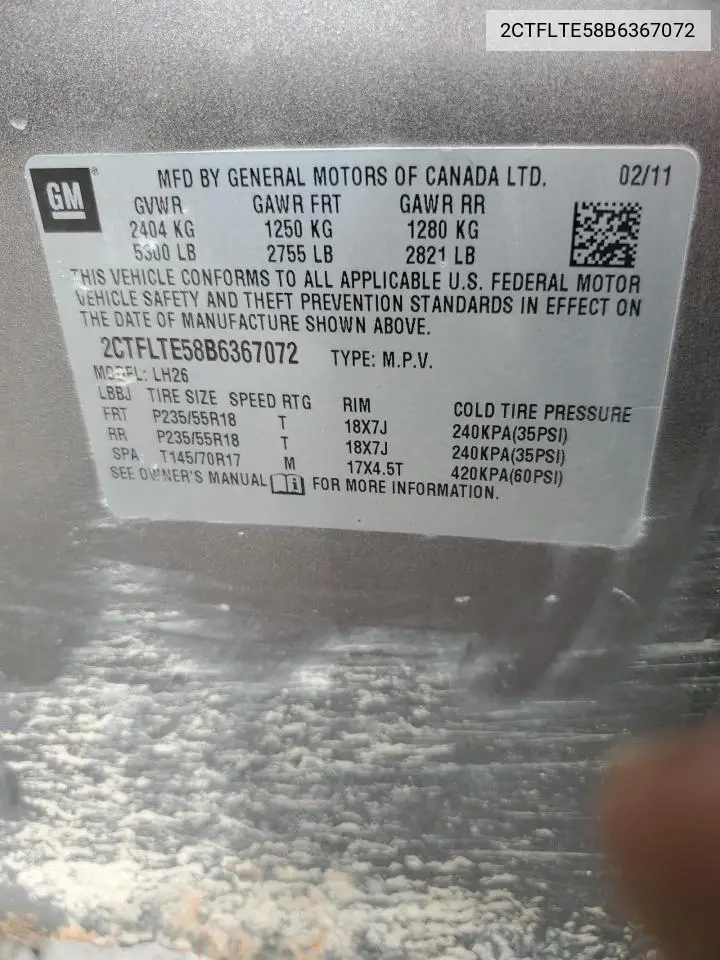 2CTFLTE58B6367072
GM ®
MFD BY GENERAL MOTORS OF CANADA LTD. 02/11
GVWR GAWR FRT GAWR RR
2404 KG 1250 KG 1280 KG
5300 LB 2755 LB 2821 LB
THIS VEHICLE CONFORMS TO ALL APPLICABLE U.S. FEDERAL MOTOR
VEHICLE SAFETY AND THEFT PREVENTION STANDARDS IN EFFECT ON
THE DATE OF MANUFACTURE SHOWN ABOVE.
2CTFLTE58B6367072 TYPE: M.P.V.
MODEL: LH26
LBBJ TIRE SIZE SPEED RTG RIM COLD TIRE PRESSURE
FRT P235/55R18 T 18X7J 240KPA(35PSI)
RR P235/55R18 T 18X7J 240KPA(35PSI)
SPA T145/70R17 M 17X4.5T 420KPA(60PSI)
SEE OWNER'S MANUAL i FOR MORE INFORMATION.